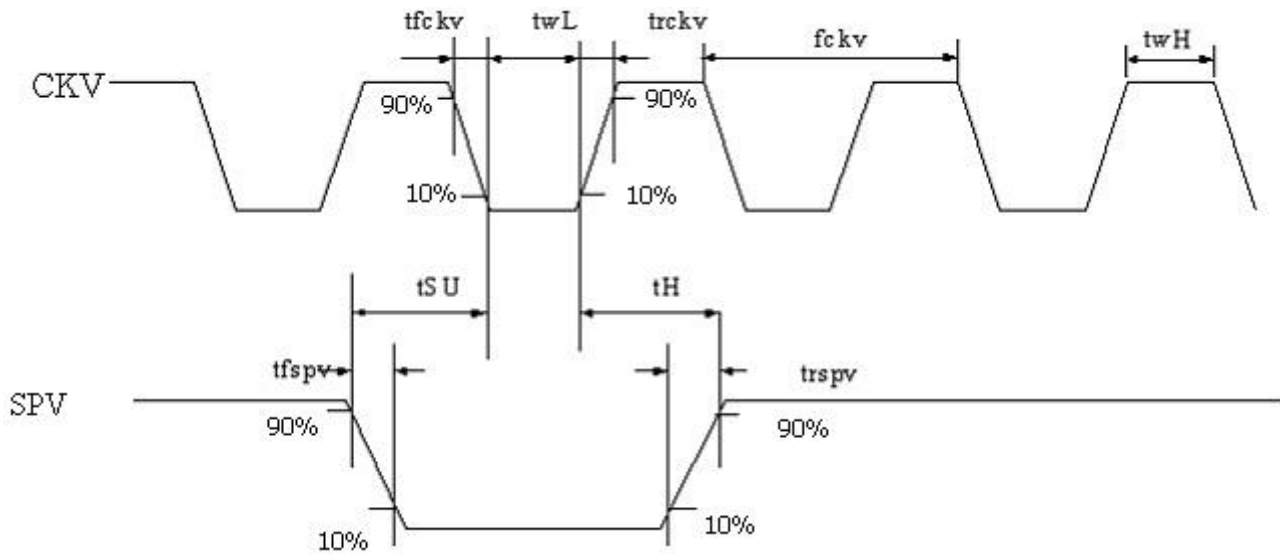 tfckv twL trckv fckv twH
CKV
90% 90%
10% 10%
tSU tH
tfspv trspv
SPV
90% 90%
10% 10%